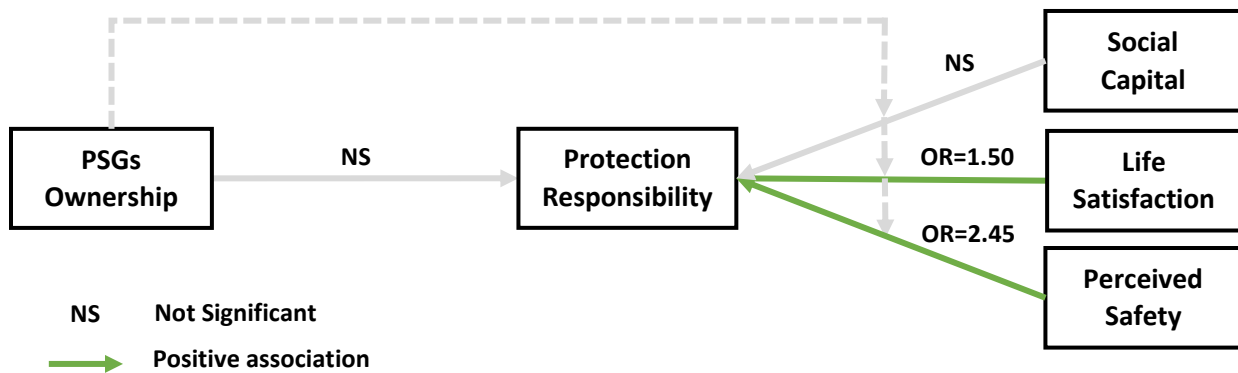 Social
Capital
NS
PSGs
Ownership
NS
Protection
Responsibility
OR=1.50
Life
Satisfaction
OR=2.45
Perceived
Safety
NS Not Significant
Positive association